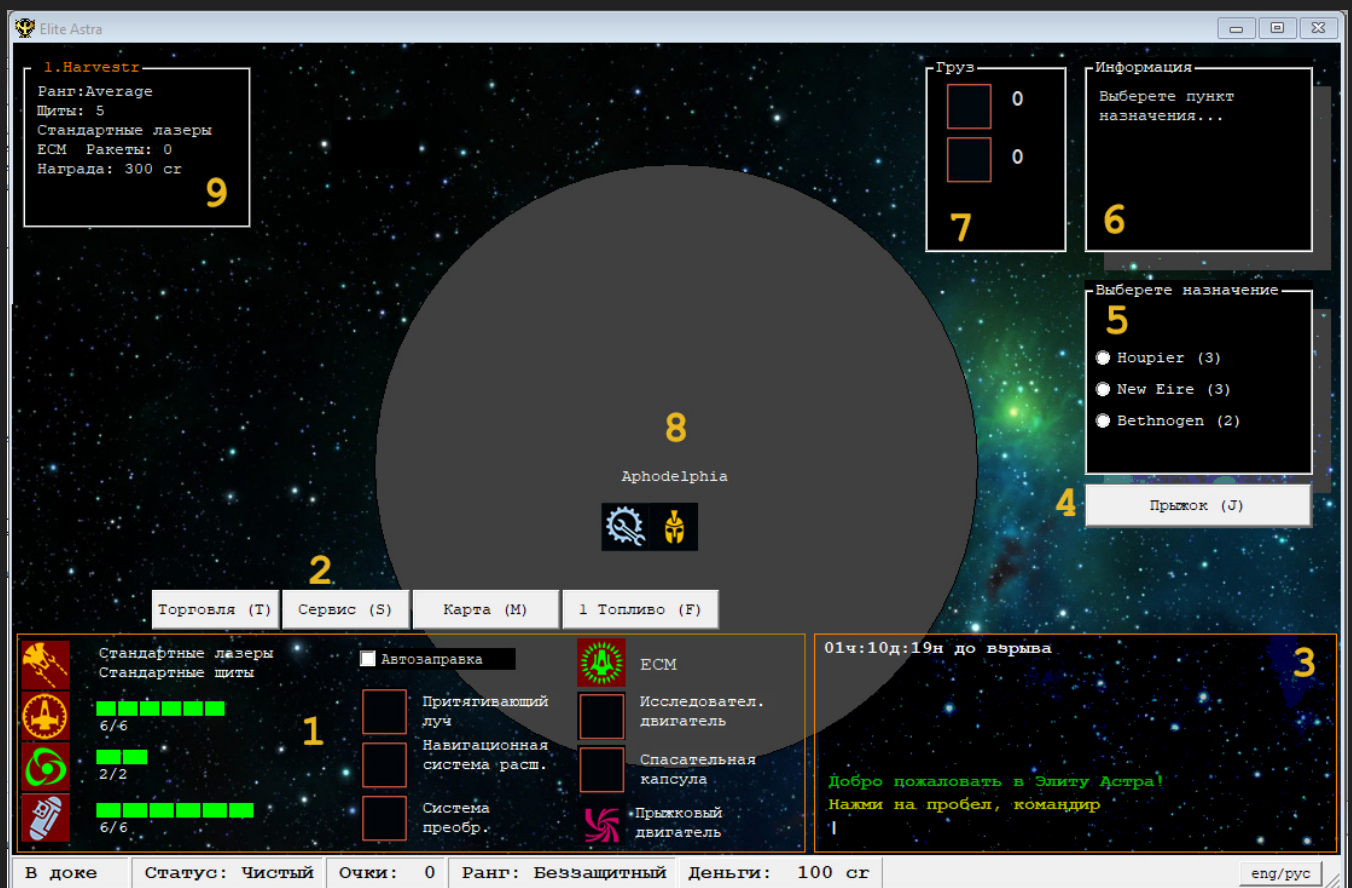 Elite Astra
1.Harvestr
Ранг:Average
Щиты: 5
Стандартные лазеры
ECM Ракеты: 0
Награда: 300 cr
9
Груз
0
0
7
Информация
Выберете пункт
назначения...
6
Выберете назначение
5
Houpier (3)
New Eire (3)
Bethnogen (2)
4
Прыжок (J)
8
Aphodelphia
2
Торговля (T)
Сервис (S)
Карта (M)
1 Топливо (F)
Стандартные лазеры
Стандартные щиты
6/6
2/2
6/6
1
Автозаправка
Притягивающий
луч
Навигационная
система расш.
Система
преобр.
ECM
Исследовател.
двигатель
Спасательная
капсула
Прыжковый
двигатель
01ч:10д:19н до взрыва
3
Добро пожаловать в Элиту Астра!
Нажми на пробел, командир
В доке
Статус: Чистый
Очки: 0
Ранг: Беззащитный
Деньги: 100 cr
eng/рус